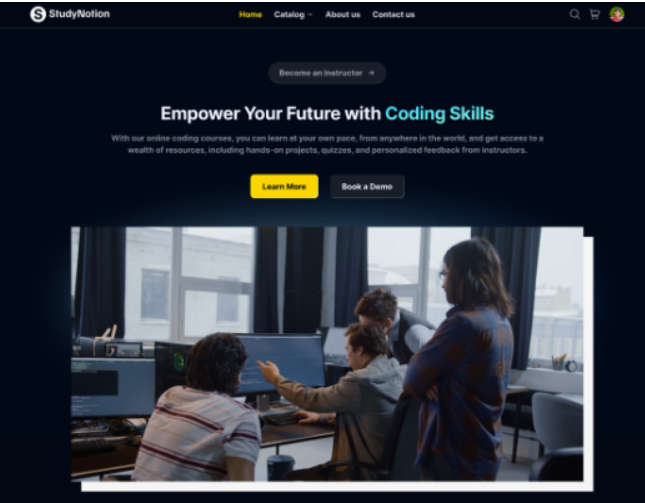 StudyNotion
Home Catalog About us Contact us
Become an Instructor →
Empower Your Future with Coding Skills
With our online coding courses, you can learn at your own pace, from anywhere in the world, and get access to a
wealth of resources, including hands-on projects, quizzes, and personalized feedback from instructors.
Learn More
Book a Demo